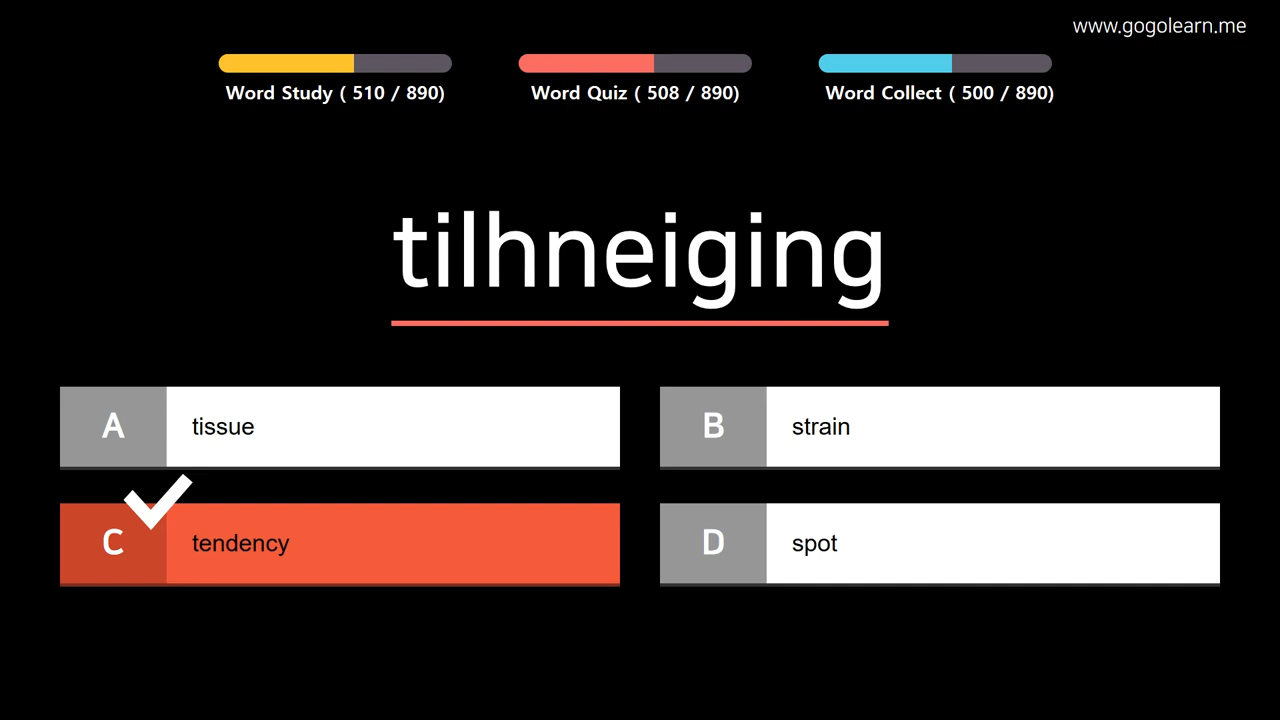 www.gogolearn.me
Word Study ( 510 / 890)
Word Quiz ( 508 / 890)
Word Collect ( 500 / 890)
tilhneiging
A
tissue
B
strain
C
tendency
D
spot